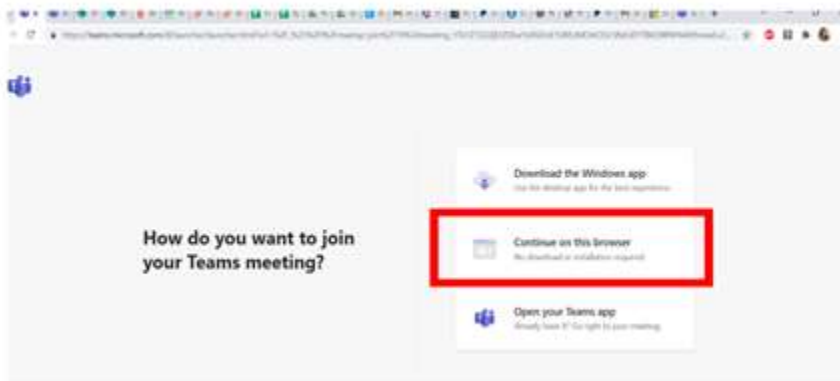 Download the Windows app
Use the desktop app for the best experience.
How do you want to join
your Teams meeting?
Continue on this browser
No download or installation required.
Open your Teams app
Already have it? Go right to your meeting.